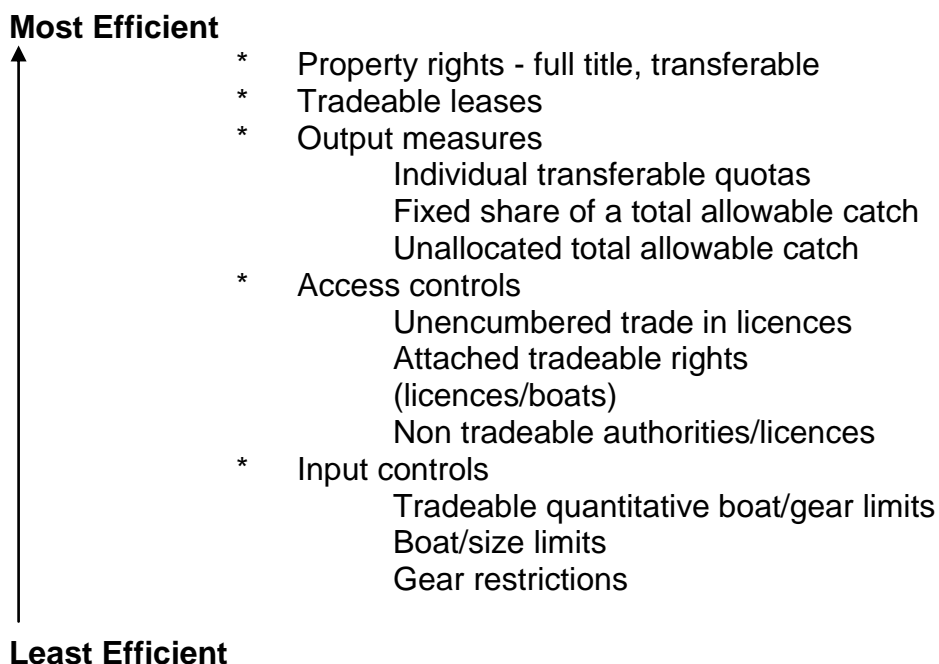 Most Efficient
* Property rights - full title, transferable
* Tradeable leases
* Output measures
Individual transferable quotas
Fixed share of a total allowable catch
Unallocated total allowable catch
* Access controls
Unencumbered trade in licences
Attached tradeable rights
(licences/boats)
Non tradeable authorities/licences
* Input controls
Tradeable quantitative boat/gear limits
Boat/size limits
Gear restrictions
Least Efficient